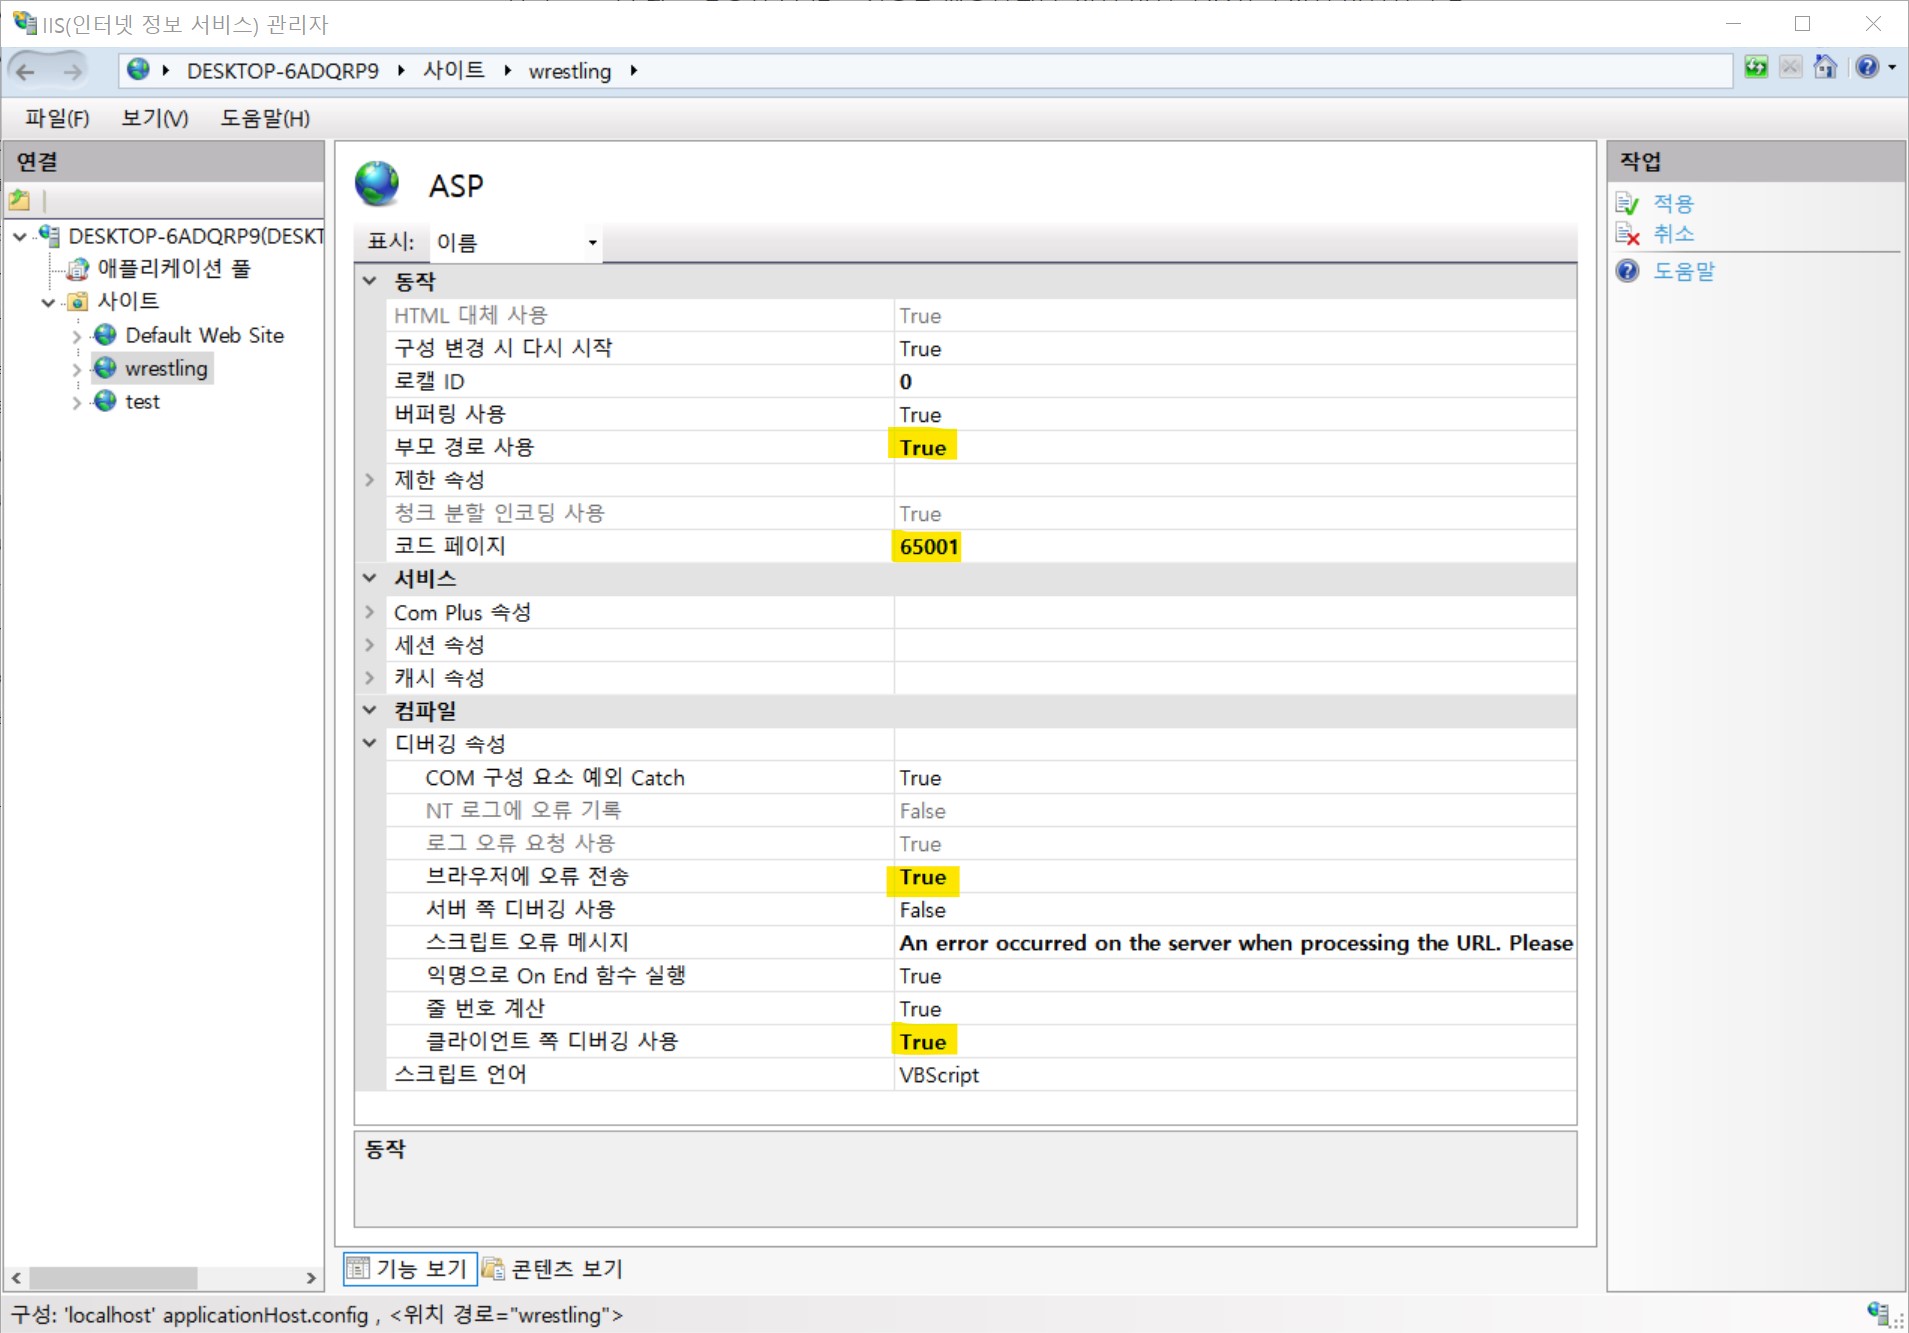 IIS(인터넷 정보 서비스) 관리자
DESKTOP-6ADQRP9 사이트 wrestling
파일(F) 보기(V) 도움말(H)
연결
DESKTOP-6ADQRP9(DESKT
애플리케이션 풀
사이트
Default Web Site
wrestling
test
ASP
표시: 이름
동작
HTML 대체 사용 True
구성 변경 시 다시 시작 True
로캘 ID 0
버퍼링 사용 True
부모 경로 사용 True
제한 속성
청크 분할 인코딩 사용 True
코드 페이지 65001
서비스
Com Plus 속성
세션 속성
캐시 속성
컴파일
디버깅 속성
COM 구성 요소 예외 Catch True
NT 로그에 오류 기록 False
로그 오류 요청 사용 True
브라우저에 오류 전송 True
서버 쪽 디버깅 사용 False
스크립트 오류 메시지 An error occurred on the server when processing the URL. Please
익명으로 On End 함수 실행 True
줄 번호 계산 True
클라이언트 쪽 디버깅 사용 True
스크립트 언어 VBScript
동작
기능 보기 콘텐츠 보기
작업
적용
취소
도움말
구성: 'localhost' applicationHost.config , <위치 경로="wrestling">